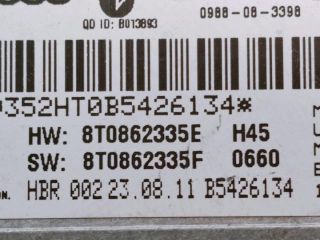 QD ID: B013893
0988-08-3398
352HT0B5426134*
HW: 8T0862335E H45
SW: 8T0862335F 0660
HBR 002 23.08.11 B5426134